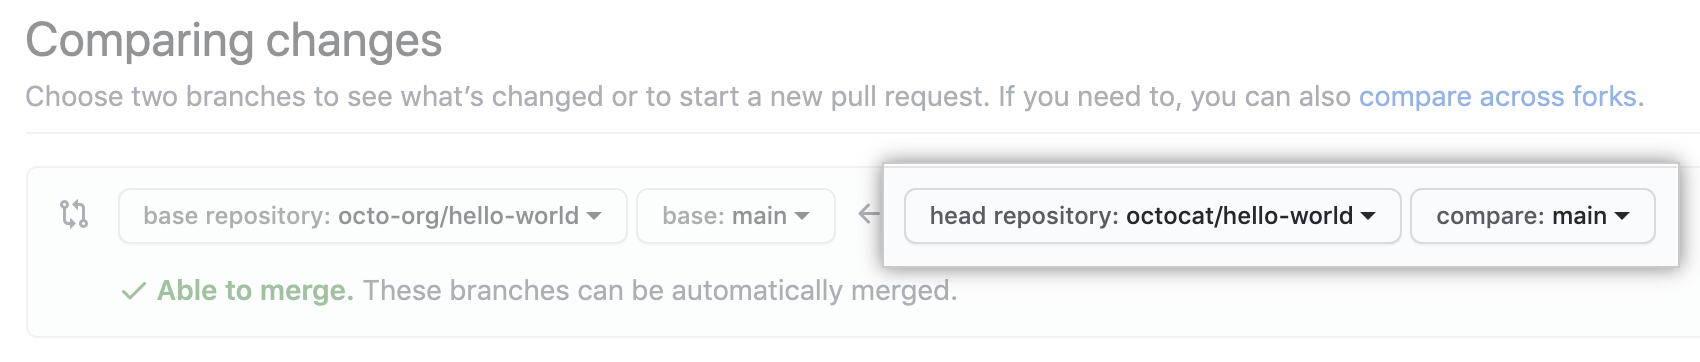 Comparing changes
Choose two branches to see what’s changed or to start a new pull request. If you need to, you can also compare across forks.
base repository: octo-org/hello-world base: main head repository: octocat/hello-world compare: main
Able to merge. These branches can be automatically merged.